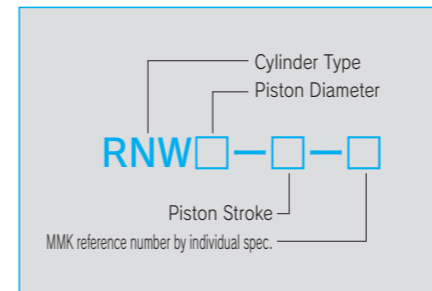 Cylinder Type
Piston Diameter
RNW□−□−□
Piston Stroke
MMK reference number by individual spec.